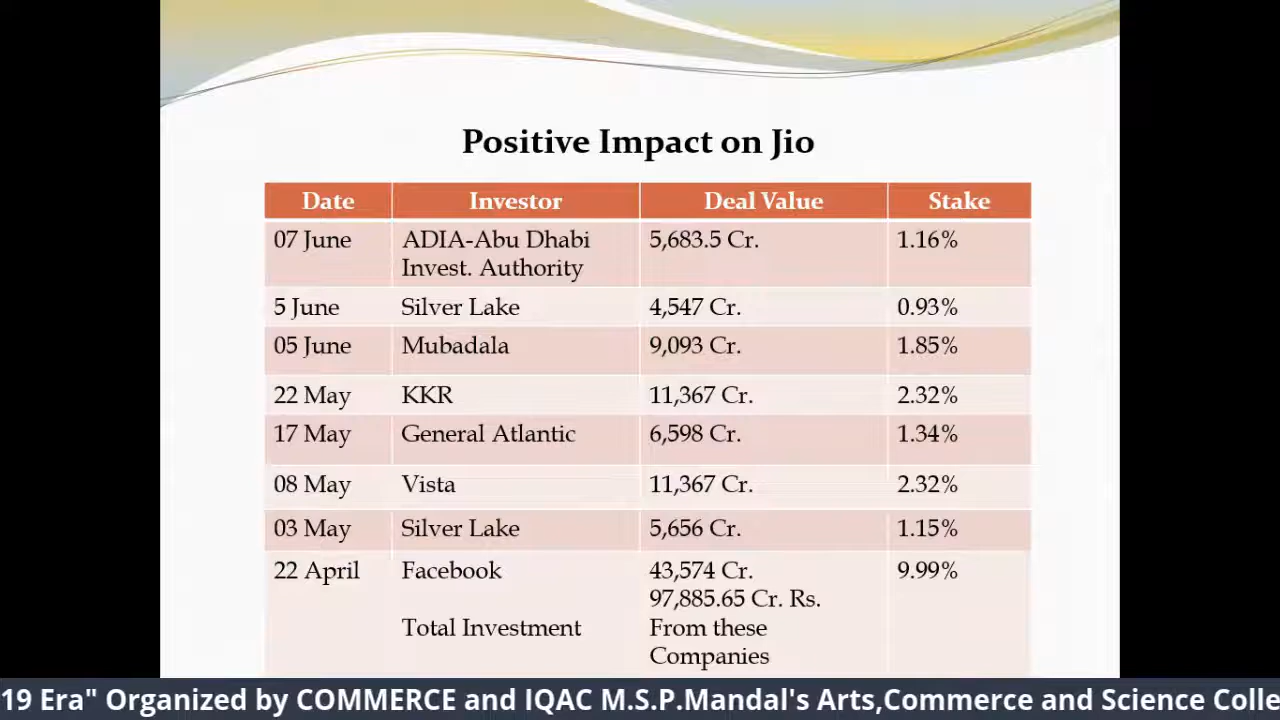 Positive Impact on Jio
Date Investor Deal Value Stake
07 June ADIA-Abu Dhabi 5,683.5 Cr. 1.16%
Invest. Authority
5 June Silver Lake 4,547 Cr. 0.93%
05 June Mubadala 9,093 Cr. 1.85%
22 May KKR 11,367 Cr. 2.32%
17 May General Atlantic 6,598 Cr. 1.34%
08 May Vista 11,367 Cr. 2.32%
03 May Silver Lake 5,656 Cr. 1.15%
22 April Facebook 43,574 Cr. 9.99%
97,885.65 Cr. Rs.
Total Investment From these
Companies
19 Era" Organized by COMMERCE and IQAC M.S.P.Mandal's Arts,Commerce and Science Colle